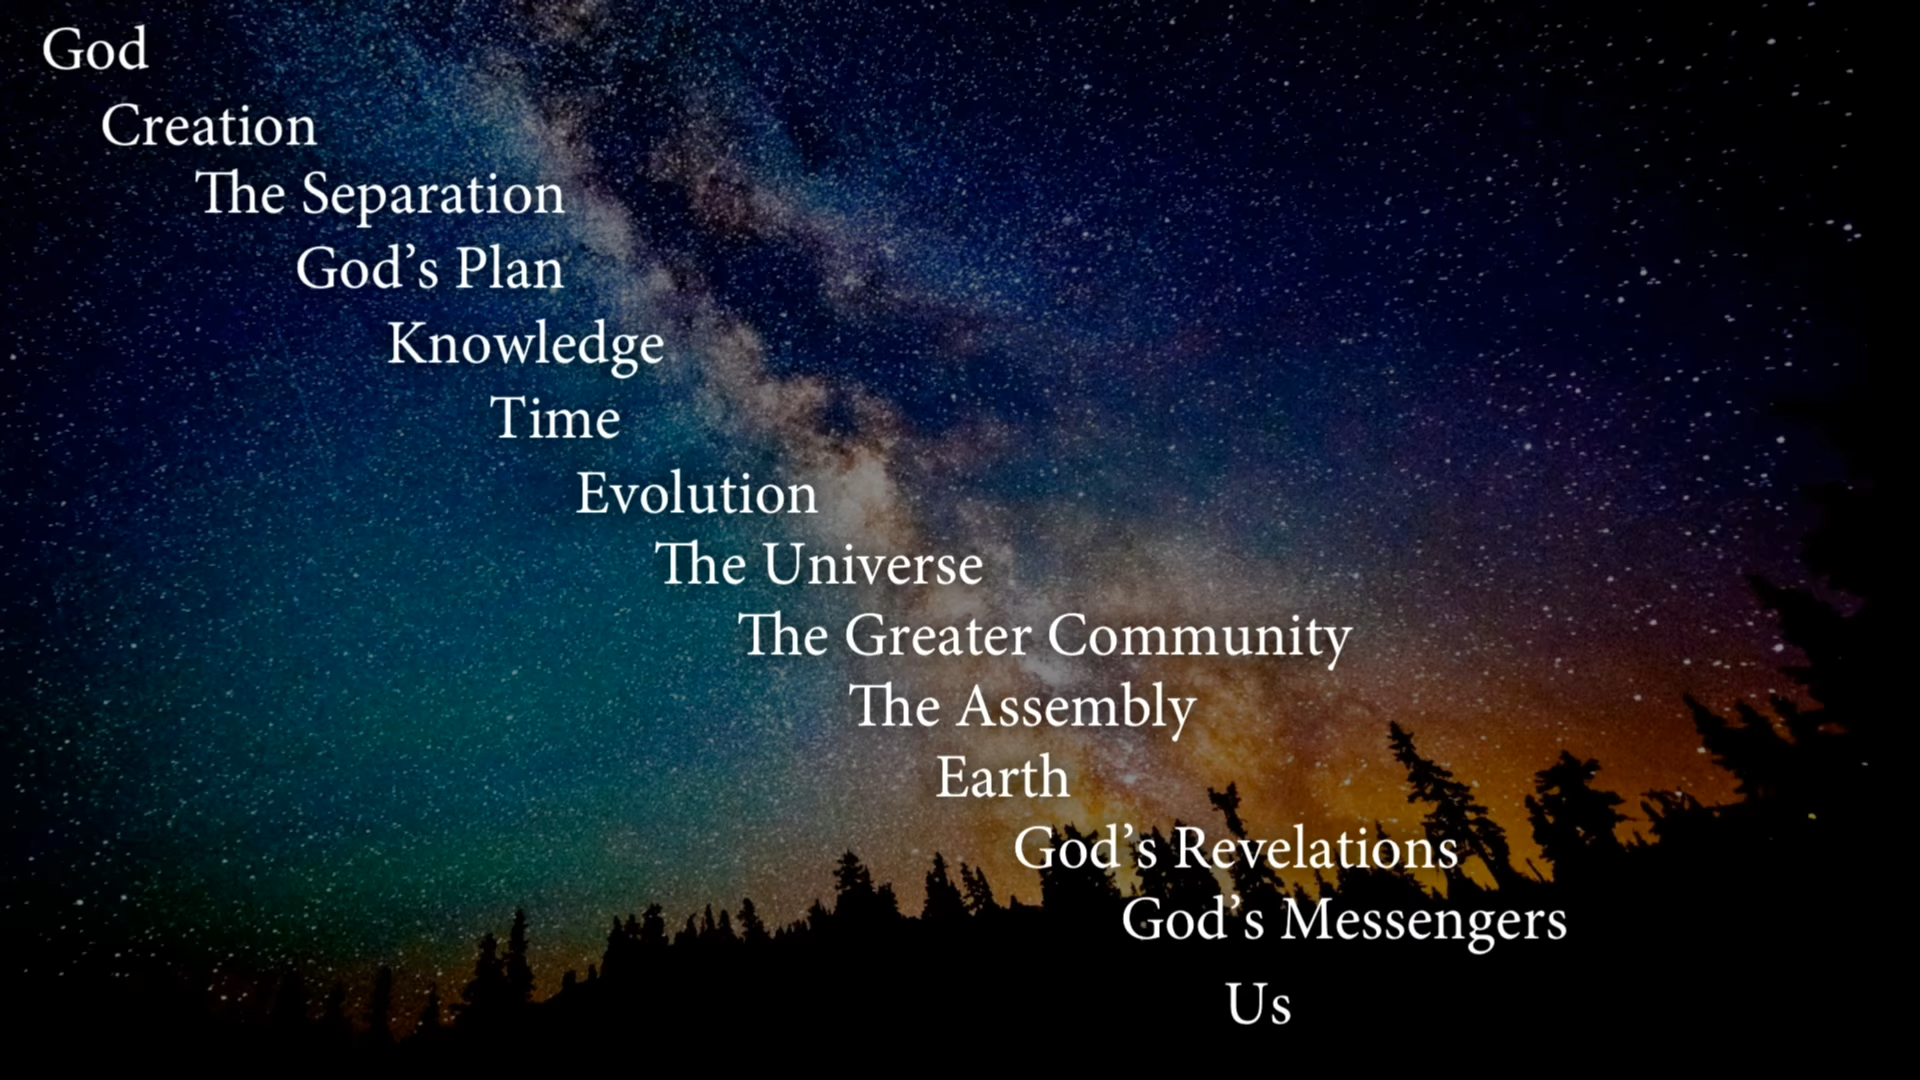 God
Creation
The Separation
God’s Plan
Knowledge
Time
Evolution
The Universe
The Greater Community
The Assembly
Earth
God’s Revelations
God’s Messengers
Us